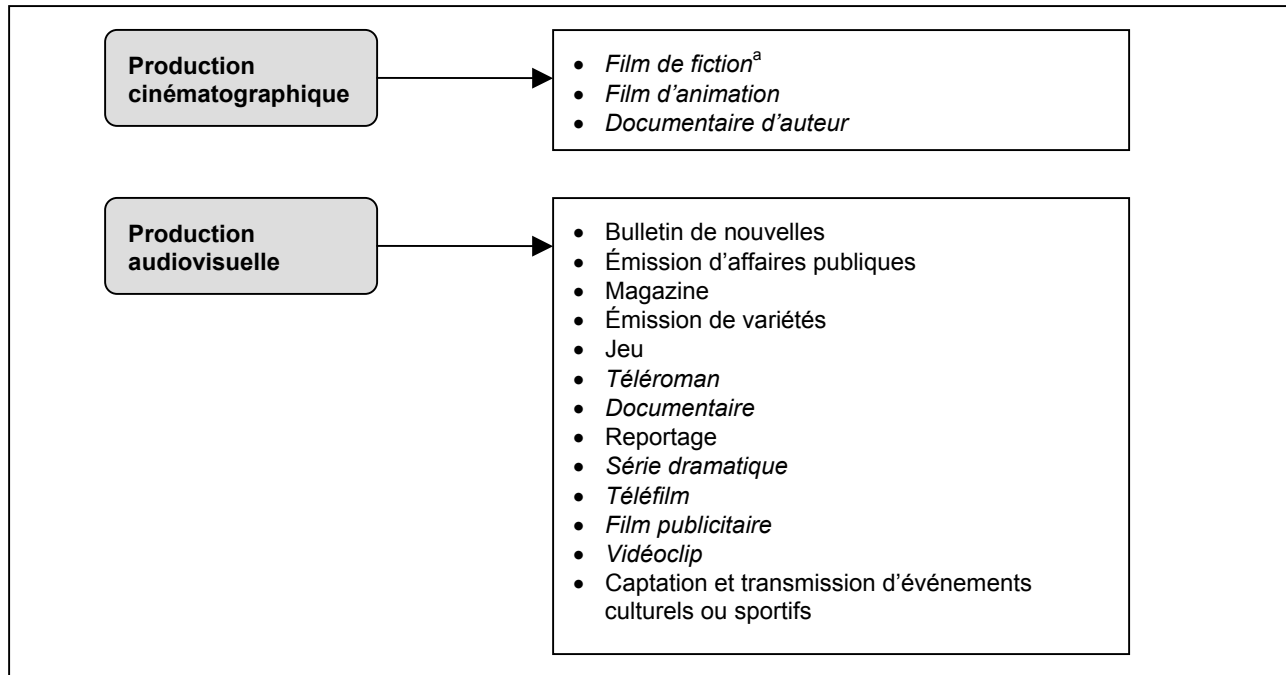 Production
cinématographique
• Film de fictionᵃ
• Film d’animation
• Documentaire d’auteur
Production
audiovisuelle
• Bulletin de nouvelles
• Émission d’affaires publiques
• Magazine
• Émission de variétés
• Jeu
• Téléroman
• Documentaire
• Reportage
• Série dramatique
• Téléfilm
• Film publicitaire
• Vidéoclip
• Captation et transmission d’événements
culturels ou sportifs